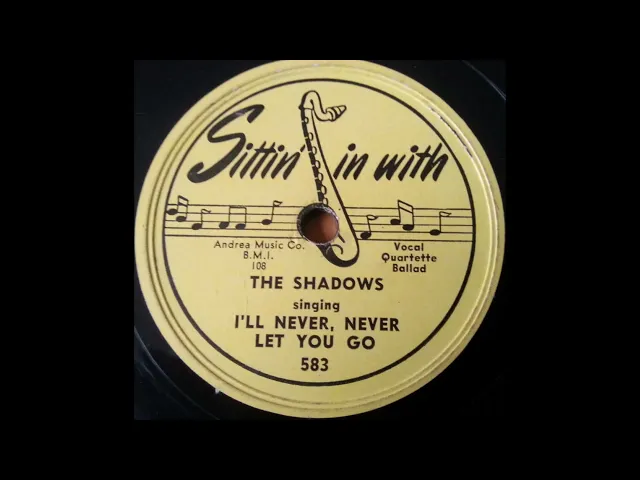 Sittin' in with
Andrea Music Co.
B.M.I.
108
Vocal
Quartette
Ballad
THE SHADOWS
singing
I'LL NEVER, NEVER
LET YOU GO
583